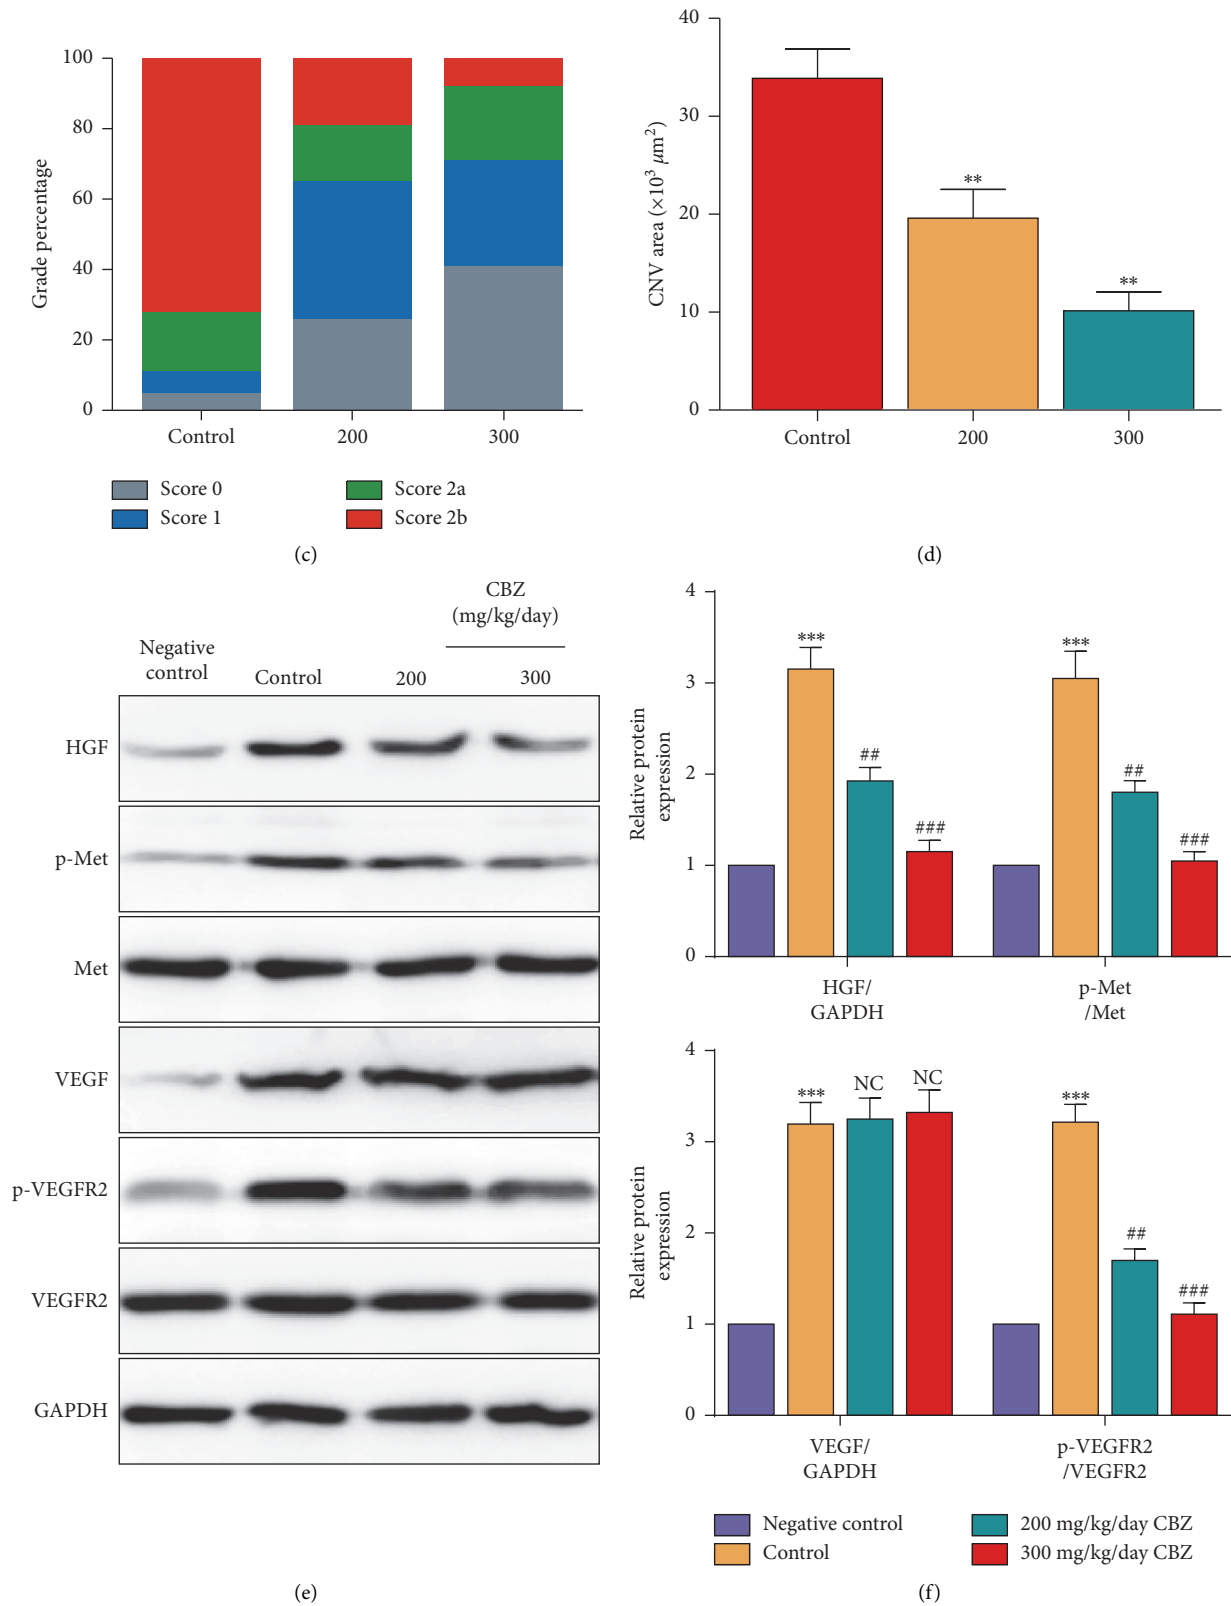 100
80
60
40
20
0
Grade percentage
Control 200 300
Score 0 Score 2a
Score 1 Score 2b
(c)
40
30
20
10
0
CNV area (×10³ μm²)
**
**
Control 200 300
(d)
CBZ
(mg/kg/day)
Negative
control
Control 200 300
HGF
p-Met
Met
VEGF
p-VEGFR2
VEGFR2
GAPDH
(e)
4
3
2
1
0
Relative protein
expression
***
##
###
***
##
###
HGF/
GAPDH
p-Met
/Met
4
3
2
1
0
Relative protein
expression
***
NC
NC
***
##
###
VEGF/
GAPDH
p-VEGFR2
/VEGFR2
Negative control 200 mg/kg/day CBZ
Control 300 mg/kg/day CBZ
(f)